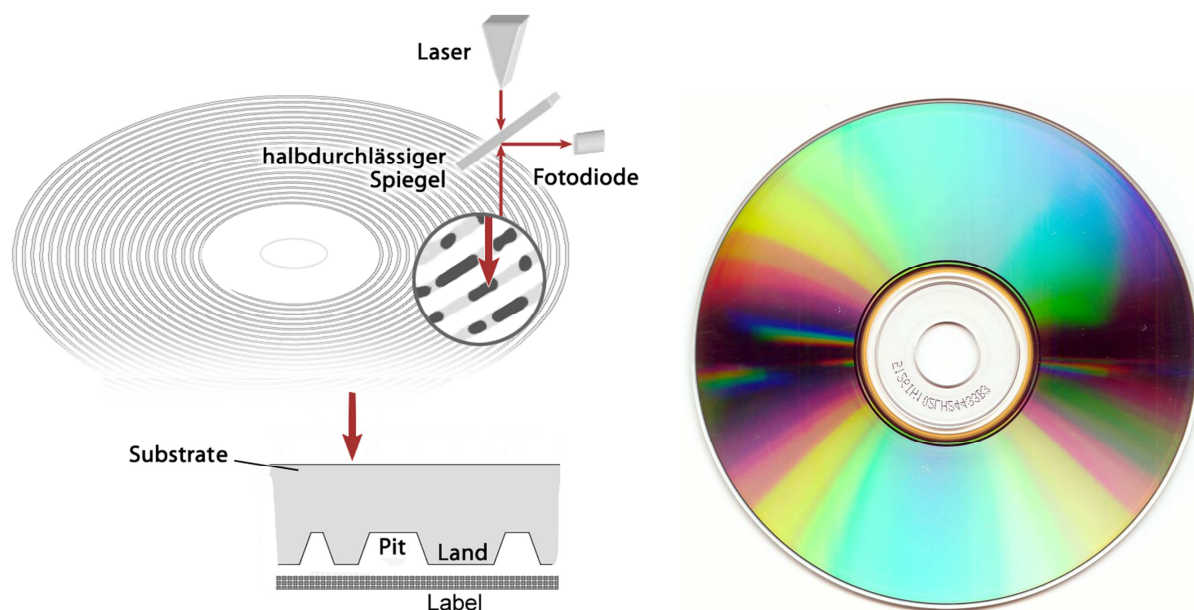 Laser
halbdurchlässiger
Spiegel
Fotodiode
Substrate
Pit
Land
Label